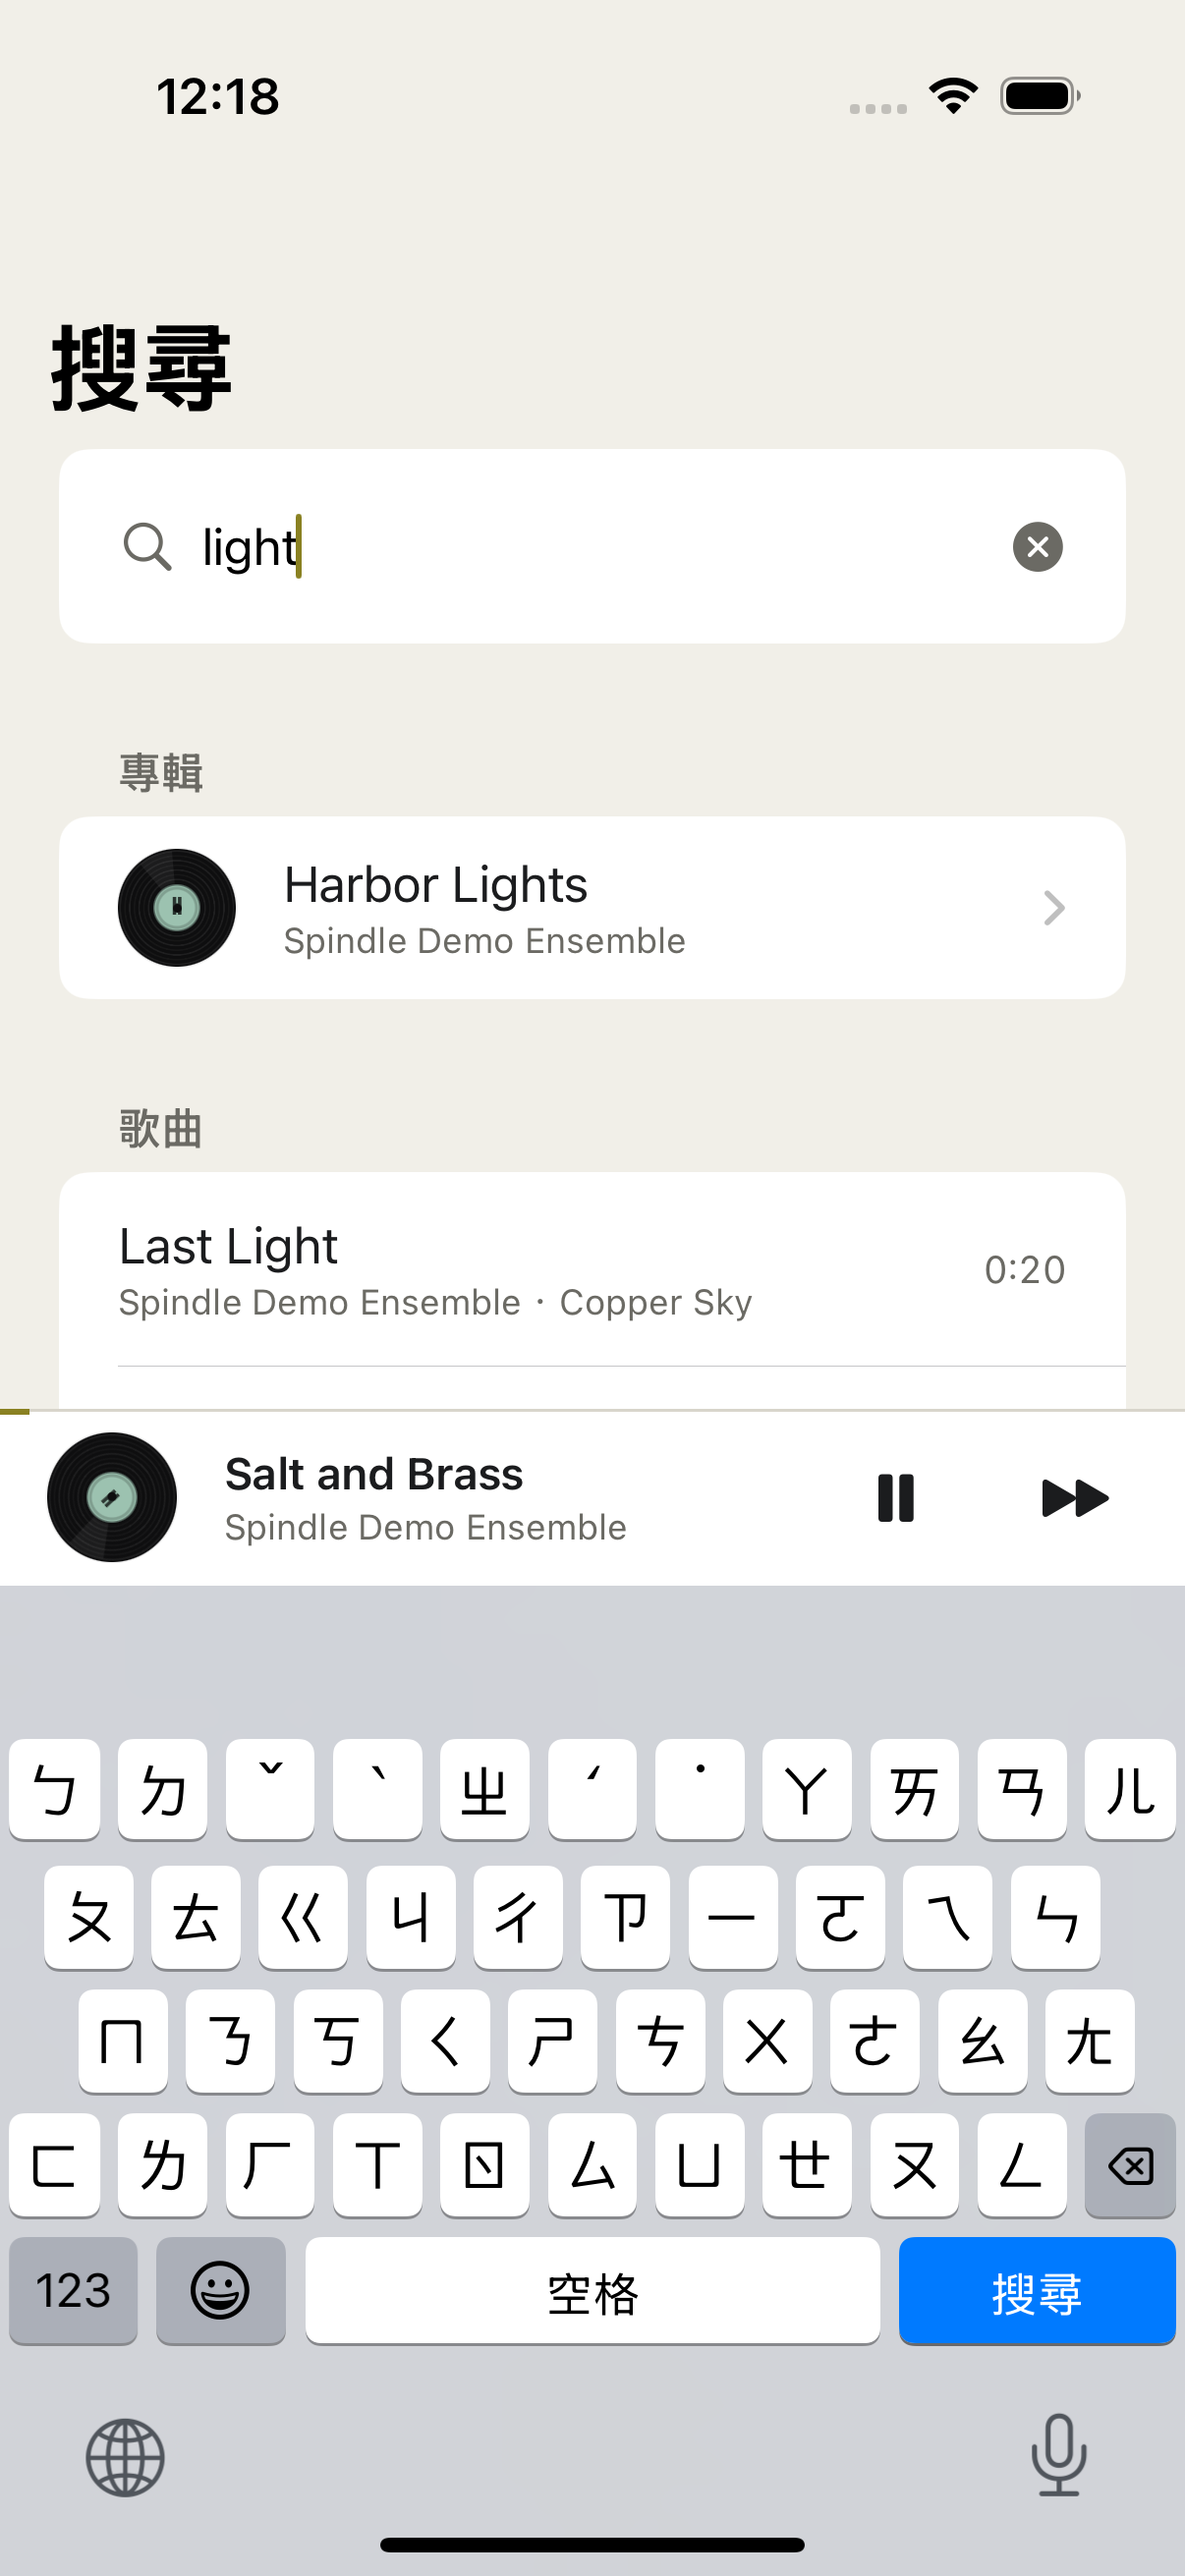 12:18
搜尋
light
專輯
Harbor Lights
Spindle Demo Ensemble
歌曲
Last Light
0:20
Spindle Demo Ensemble · Copper Sky
Salt and Brass
Spindle Demo Ensemble
ㄅ ㄉ ˇ ˋ ㄓ ˊ ˙ ㄚ ㄞ ㄢ ㄦ
ㄆ ㄊ ㄍ ㄐ ㄔ ㄗ ㄧ ㄛ ㄟ ㄣ
ㄇ ㄋ ㄎ ㄑ ㄕ ㄘ ㄨ ㄜ ㄠ ㄤ
ㄈ ㄌ ㄏ ㄒ ㄖ ㄙ ㄩ ㄝ ㄡ ㄥ
123 空格 搜尋